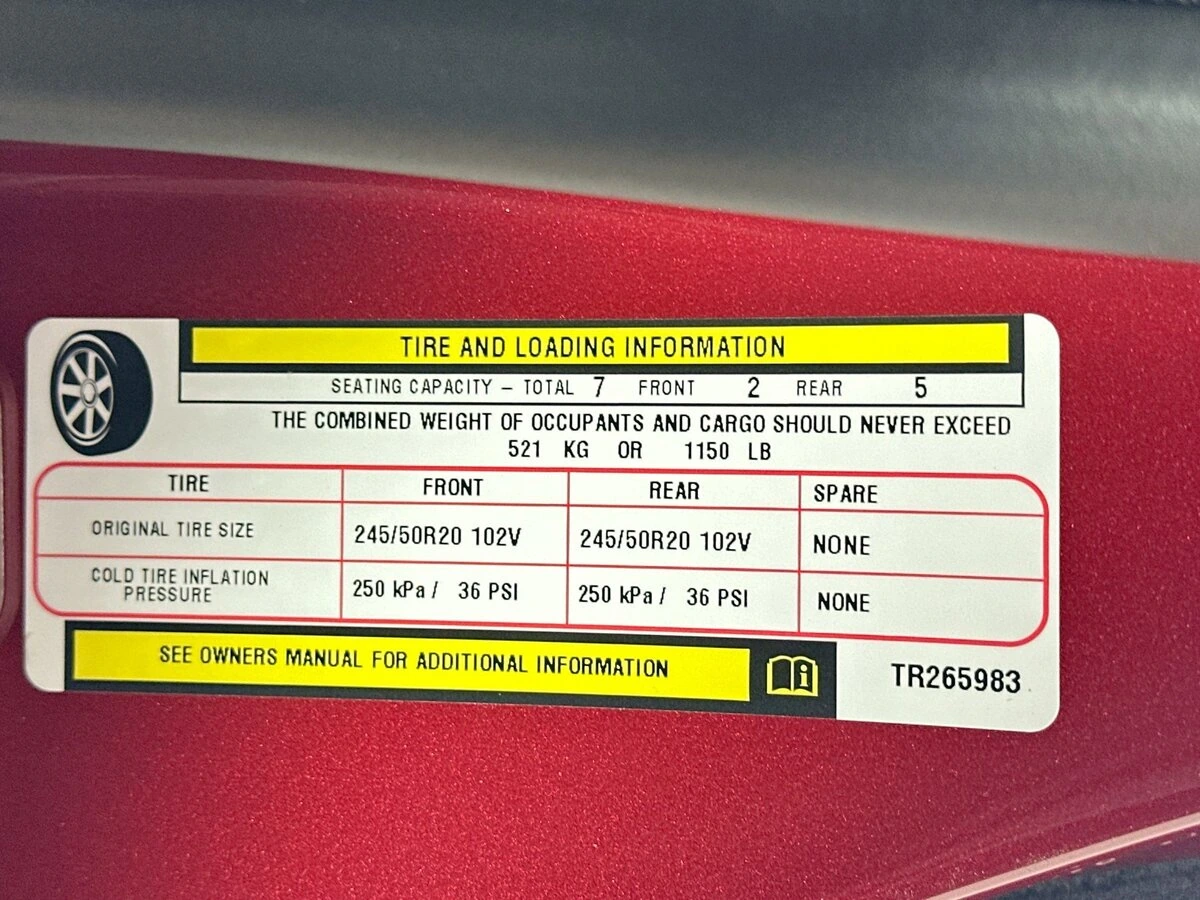 TIRE AND LOADING INFORMATION
SEATING CAPACITY – TOTAL 7 FRONT 2 REAR 5
THE COMBINED WEIGHT OF OCCUPANTS AND CARGO SHOULD NEVER EXCEED
521 KG OR 1150 LB
TIRE FRONT REAR SPARE
ORIGINAL TIRE SIZE 245/50R20 102V 245/50R20 102V NONE
COLD TIRE INFLATION
PRESSURE 250 kPa / 36 PSI 250 kPa / 36 PSI NONE
SEE OWNERS MANUAL FOR ADDITIONAL INFORMATION
TR265983